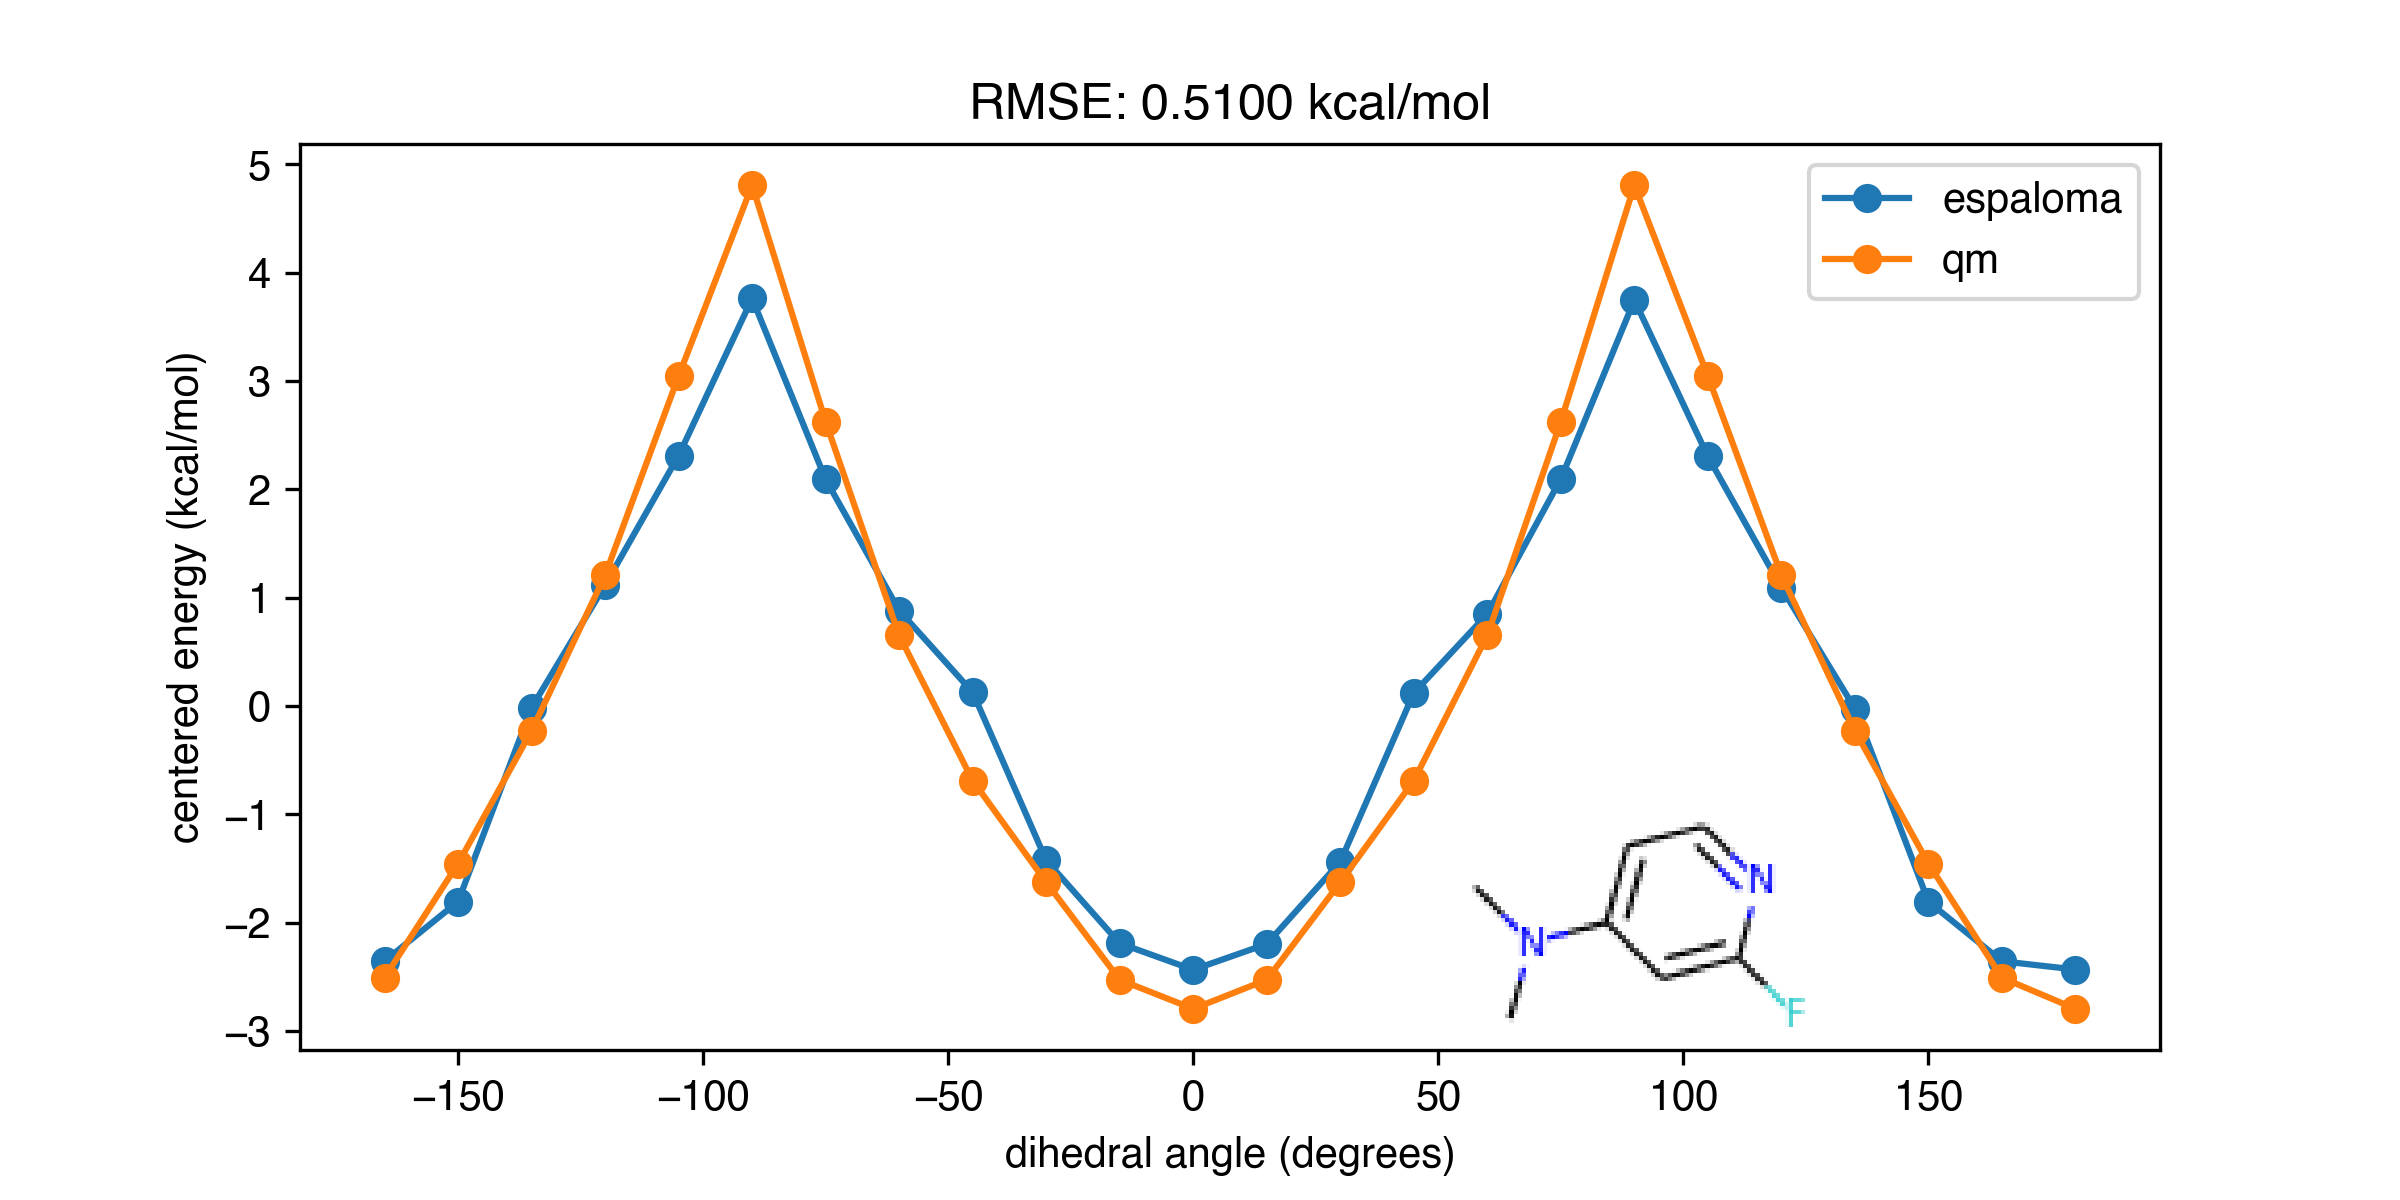 RMSE: 0.5100 kcal/mol
espaloma
qm
centered energy (kcal/mol)
5
4
3
2
1
0
−1
−2
−3
N
N
F
−150 −100 −50 0 50 100 150
dihedral angle (degrees)